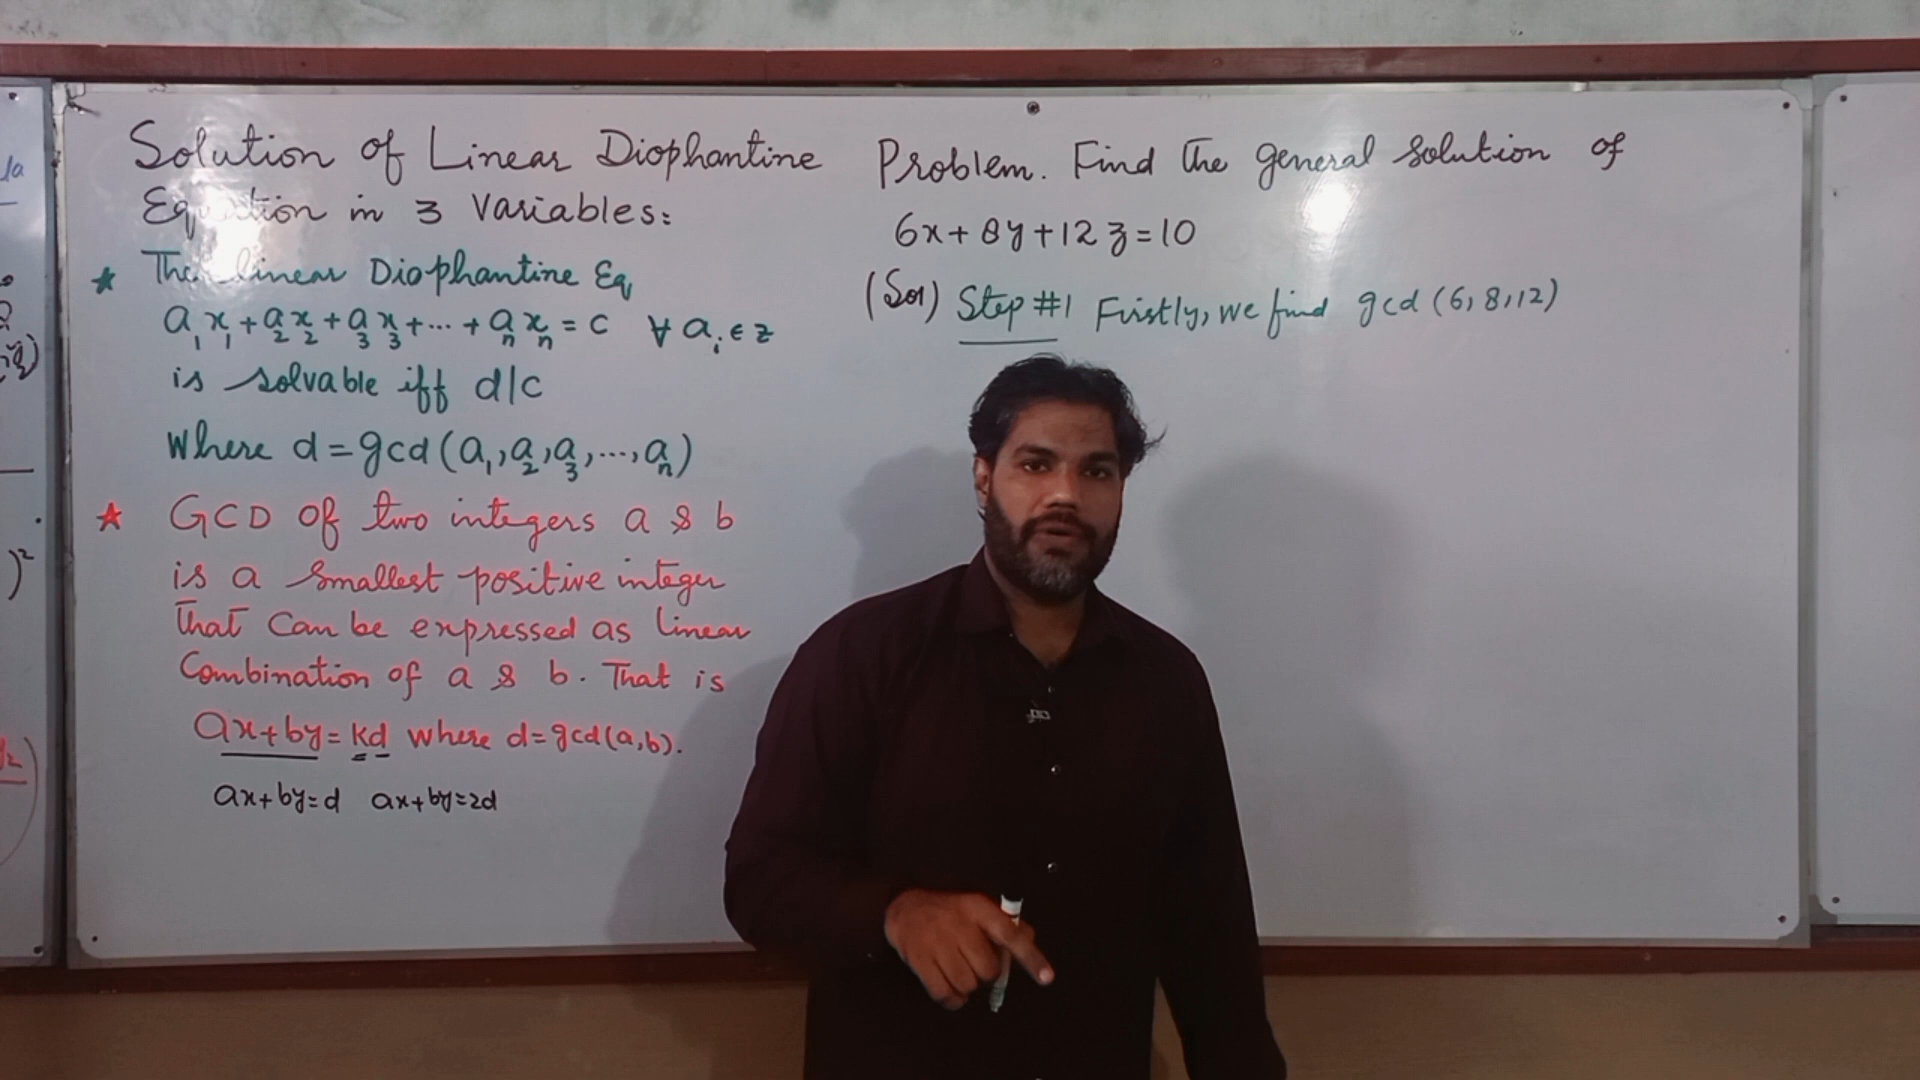 Solution of Linear Diophantine
Equation in 3 Variables:
★ The linear Diophantine Eq
a₁x₁+a₂x₂+a₃x₃+...+aₙxₙ=c ∀ aᵢ ∈ z
is solvable iff d|c
Where d=gcd(a₁,a₂,a₃,...,aₙ)
★ GCD of two integers a & b
is a smallest positive integer
that can be expressed as linear
Combination of a & b. That is
ax+by=kd where d=gcd(a,b).
ax+by=d ax+by=2d
Problem. Find the general solution of
6x+8y+12z=10
(Sol) Step #1 Firstly, we find gcd (6,8,12)